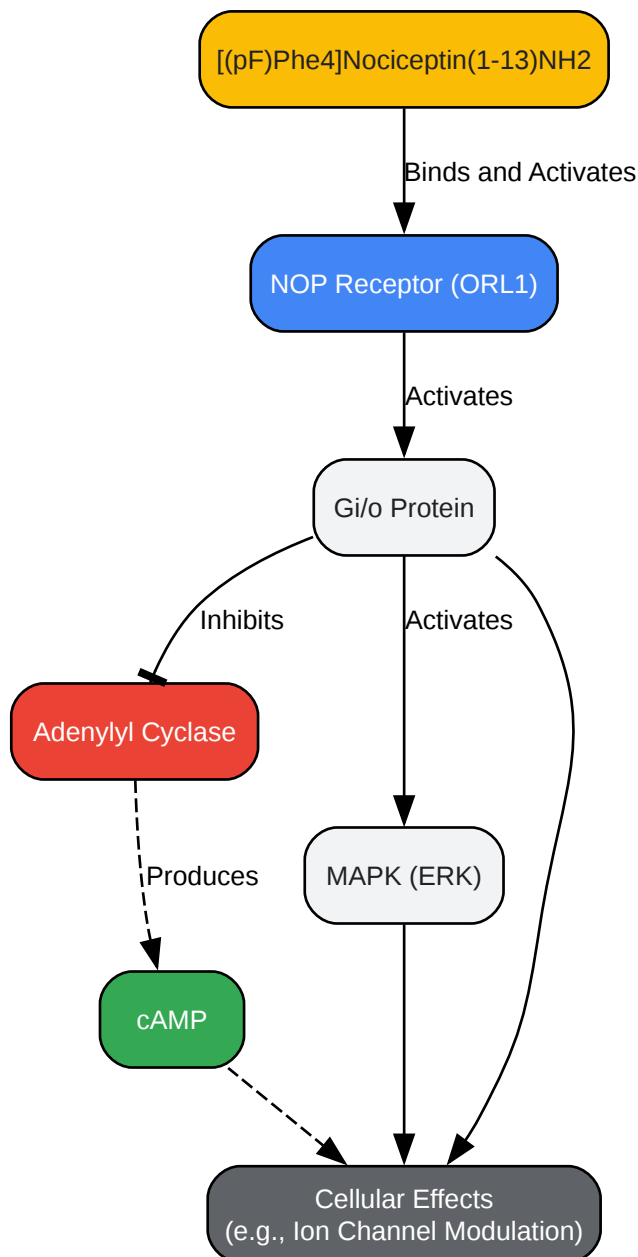 [(pF)Phe4]Nociceptin(1-13)NH2
Binds and Activates
NOP Receptor (ORL1)
Activates
Gi/o Protein
Inhibits
Activates
Adenylyl Cyclase
Produces
MAPK (ERK)
cAMP
Cellular Effects
(e.g., Ion Channel Modulation)